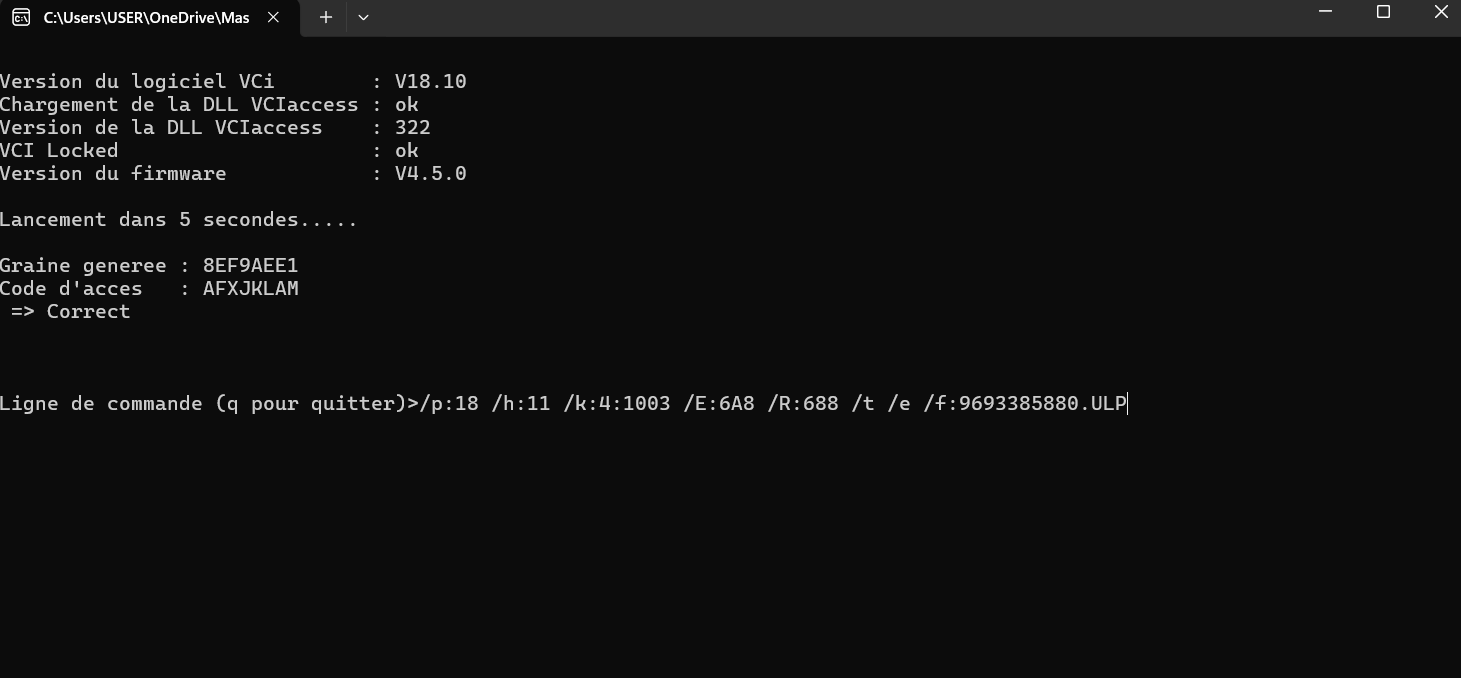 C:\Users\USER\OneDrive\Mas
Version du logiciel VCi : V18.10
Chargement de la DLL VCIaccess : ok
Version de la DLL VCIaccess : 322
VCI Locked : ok
Version du firmware : V4.5.0
Lancement dans 5 secondes.....
Graine generee : 8EF9AEE1
Code d'acces : AFXJKLAM
=> Correct
Ligne de commande (q pour quitter)>/p:18 /h:11 /k:4:1003 /E:6A8 /R:688 /t /e /f:9693385880.ULP